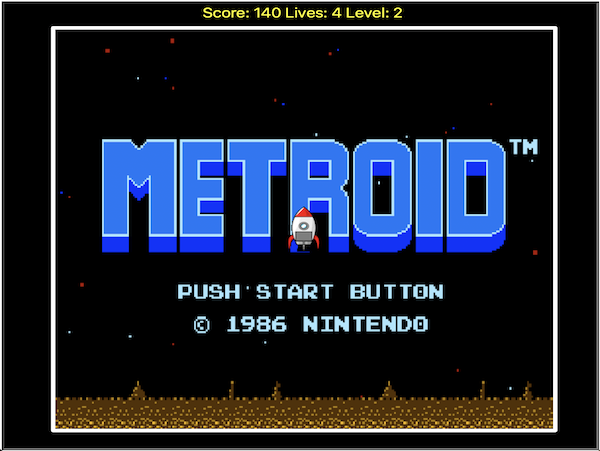 Score: 140 Lives: 4 Level: 2
METROID™
PUSH START BUTTON
© 1986 NINTENDO